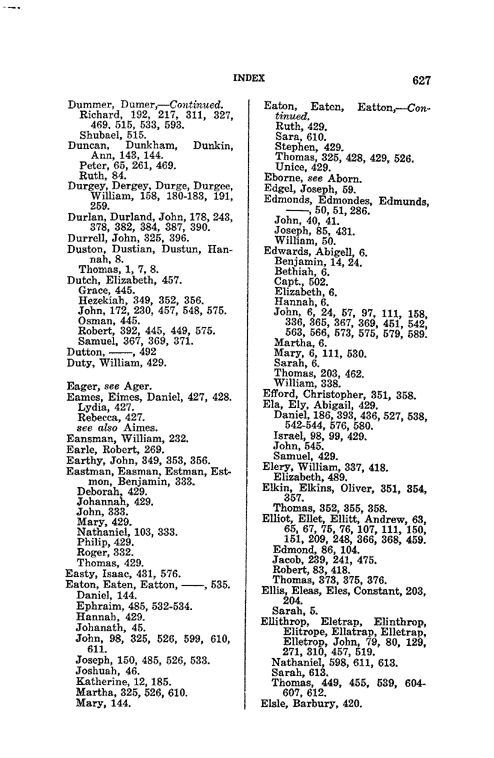 INDEX 627
Dummer, Dumer,—Continued.
Richard, 192, 217, 311, 327,
469. 515, 533, 593.
Shubael, 515.
Duncan, Dunkham, Dunkin,
Ann, 143, 144.
Peter, 65, 261, 469.
Ruth, 84.
Durgey, Dergey, Durge, Durgee,
William, 158, 180-183, 191,
259.
Durlan, Durland, John, 178, 243,
378, 382, 384, 387, 390.
Durrell, John, 325, 396.
Duston, Dustian, Dustun, Han-
nah, 8.
Thomas, 1, 7, 8.
Dutch, Elizabeth, 457.
Grace, 445.
Hezekiah, 349, 352, 356.
John, 172, 230, 457, 548, 575.
Osman, 445.
Robert, 392, 445, 449, 575.
Samuel, 367, 369, 371.
Dutton, ——, 492
Duty, William, 429.
Eager, see Ager.
Eames, Eimes, Daniel, 427, 428.
Lydia, 427.
Rebecca, 427.
see also Aimes.
Eansman, William, 232.
Earle, Robert, 269.
Earthy, John, 349, 353, 356.
Eastman, Easman, Estman, Est-
mon, Benjamin, 333.
Deborah, 429.
Johannah, 429.
John, 333.
Mary, 429.
Nathaniel, 103, 333.
Philip, 429.
Roger, 332.
Thomas, 429.
Easty, Isaac, 431, 576.
Eaton, Eaten, Eatton, ——, 535.
Daniel, 144.
Ephraim, 485, 532-534.
Hannah, 429.
Johanath, 45.
John, 98, 325, 526, 599, 610,
611.
Joseph, 150, 485, 526, 533.
Joshuah, 46.
Katherine, 12, 185.
Martha, 325, 526, 610.
Mary, 144.
Eaton, Eaten, Eatton,—Con-
tinued.
Ruth, 429.
Sara, 610.
Stephen, 429.
Thomas, 325, 428, 429, 526.
Unice, 429.
Eborne, see Aborn.
Edgel, Joseph, 59.
Edmonds, Edmondes, Edmunds,
——, 50, 51, 286.
John, 40, 41.
Joseph, 85, 431.
William, 50.
Edwards, Abigell, 6.
Benjamin, 14, 24.
Bethiah, 6.
Capt., 502.
Elizabeth, 6.
Hannah, 6.
John, 6, 24, 57, 97, 111, 158,
336, 365, 367, 369, 451, 542,
563, 566, 573, 575, 579, 589.
Martha, 6.
Mary, 6, 111, 530.
Sarah, 6.
Thomas, 203, 462.
William, 338.
Efford, Christopher, 351, 358.
Ela, Ely, Abigail, 429.
Daniel, 186, 393, 436, 527, 538,
542-544, 576, 580.
Israel, 98, 99, 429.
John, 545.
Samuel, 429.
Elery, William, 337, 418.
Elizabeth, 489.
Elkin, Elkins, Oliver, 351, 354,
357.
Thomas, 352, 355, 358.
Elliot, Ellet, Ellitt, Andrew, 63,
65, 67, 75, 76, 107, 111, 150,
151, 209, 248, 366, 368, 459.
Edmond, 86, 104.
Jacob, 239, 241, 475.
Robert, 83, 418.
Thomas, 373, 375, 376.
Ellis, Eleas, Eles, Constant, 203,
204.
Sarah, 5.
Ellithrop, Eletrap, Elinthrop,
Elitrope, Ellatrap, Elletrap,
Elletrop, John, 79, 80, 129,
271, 310, 457, 519.
Nathaniel, 598, 611, 613.
Sarah, 613.
Thomas, 449, 455, 539, 604-
607, 612.
Elsle, Barbury, 420.